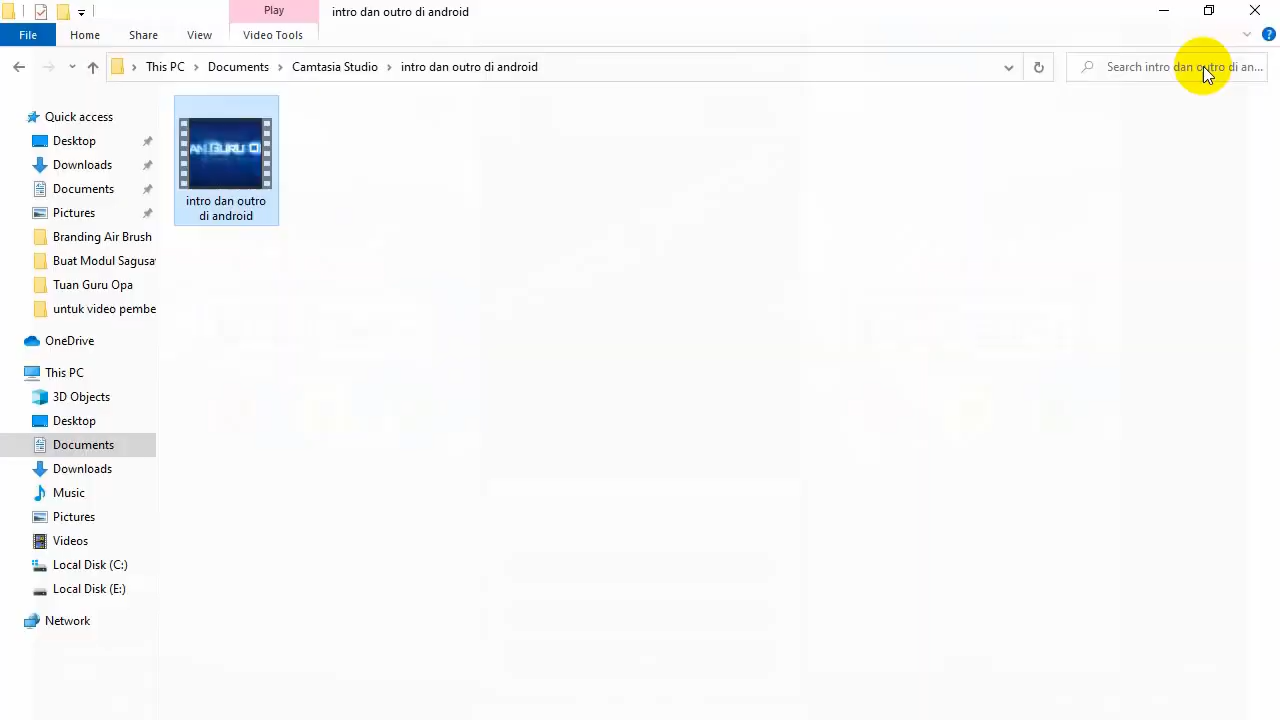 Play
intro dan outro di android
File
Home
Share
View
Video Tools
This PC
Documents
Camtasia Studio
intro dan outro di android
Search intro dan outro di an...
Quick access
Desktop
Downloads
Documents
Pictures
Branding Air Brush
Buat Modul Sagusa
Tuan Guru Opa
untuk video pembe
OneDrive
This PC
3D Objects
Desktop
Documents
Downloads
Music
Pictures
Videos
Local Disk (C:)
Local Disk (E:)
Network
AN GURU O
intro dan outro
di android